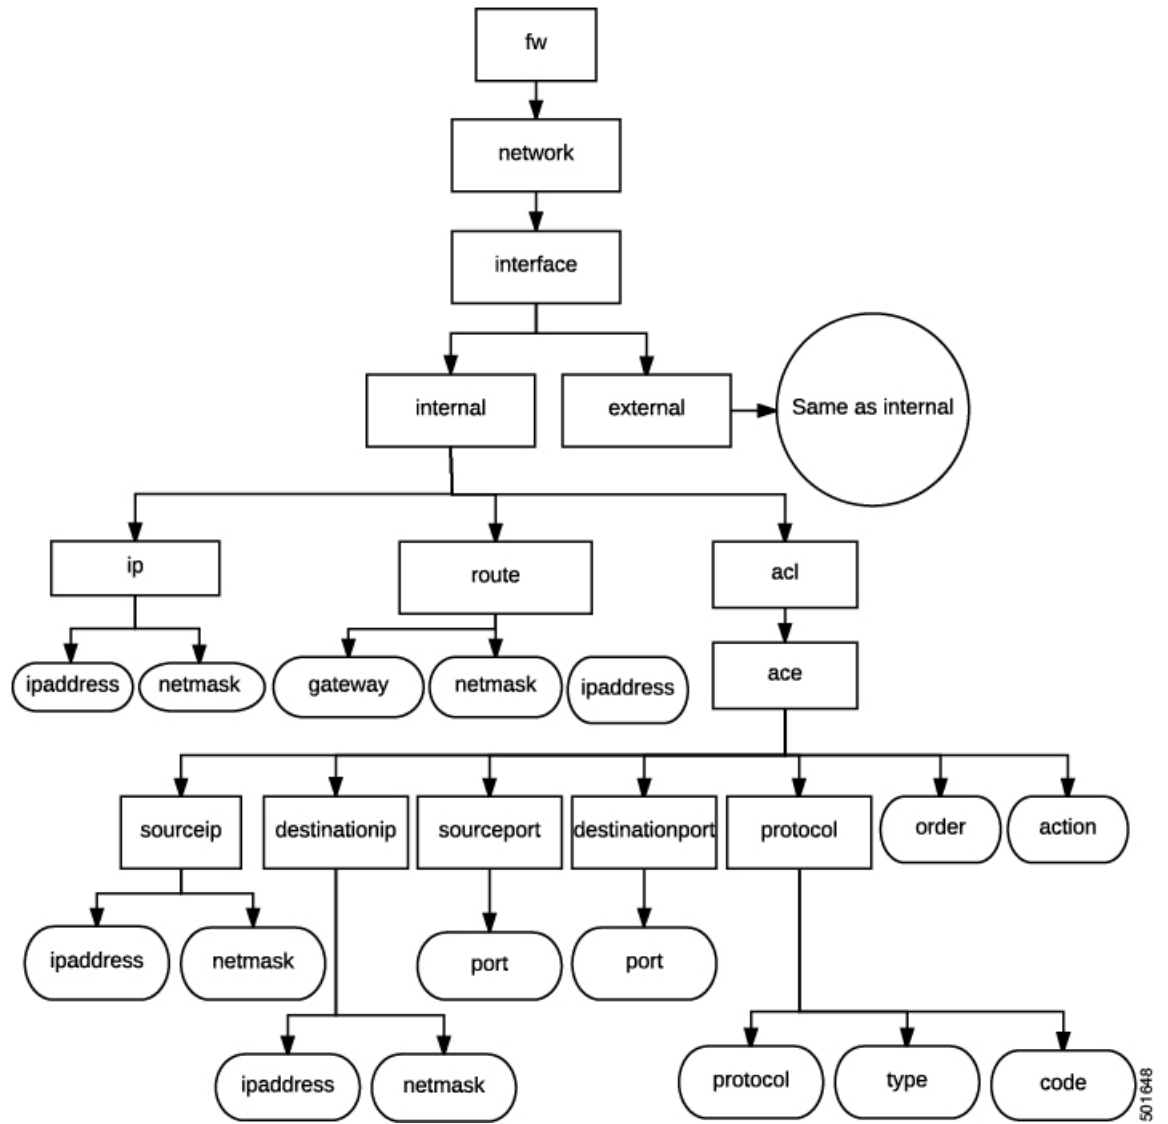 fw
network
interface
internal
external
Same as internal
ip
route
acl
ipaddress
netmask
gateway
netmask
ipaddress
ace
sourceip
destinationip
sourceport
destinationport
protocol
order
action
ipaddress
netmask
port
port
ipaddress
netmask
protocol
type
code
501648